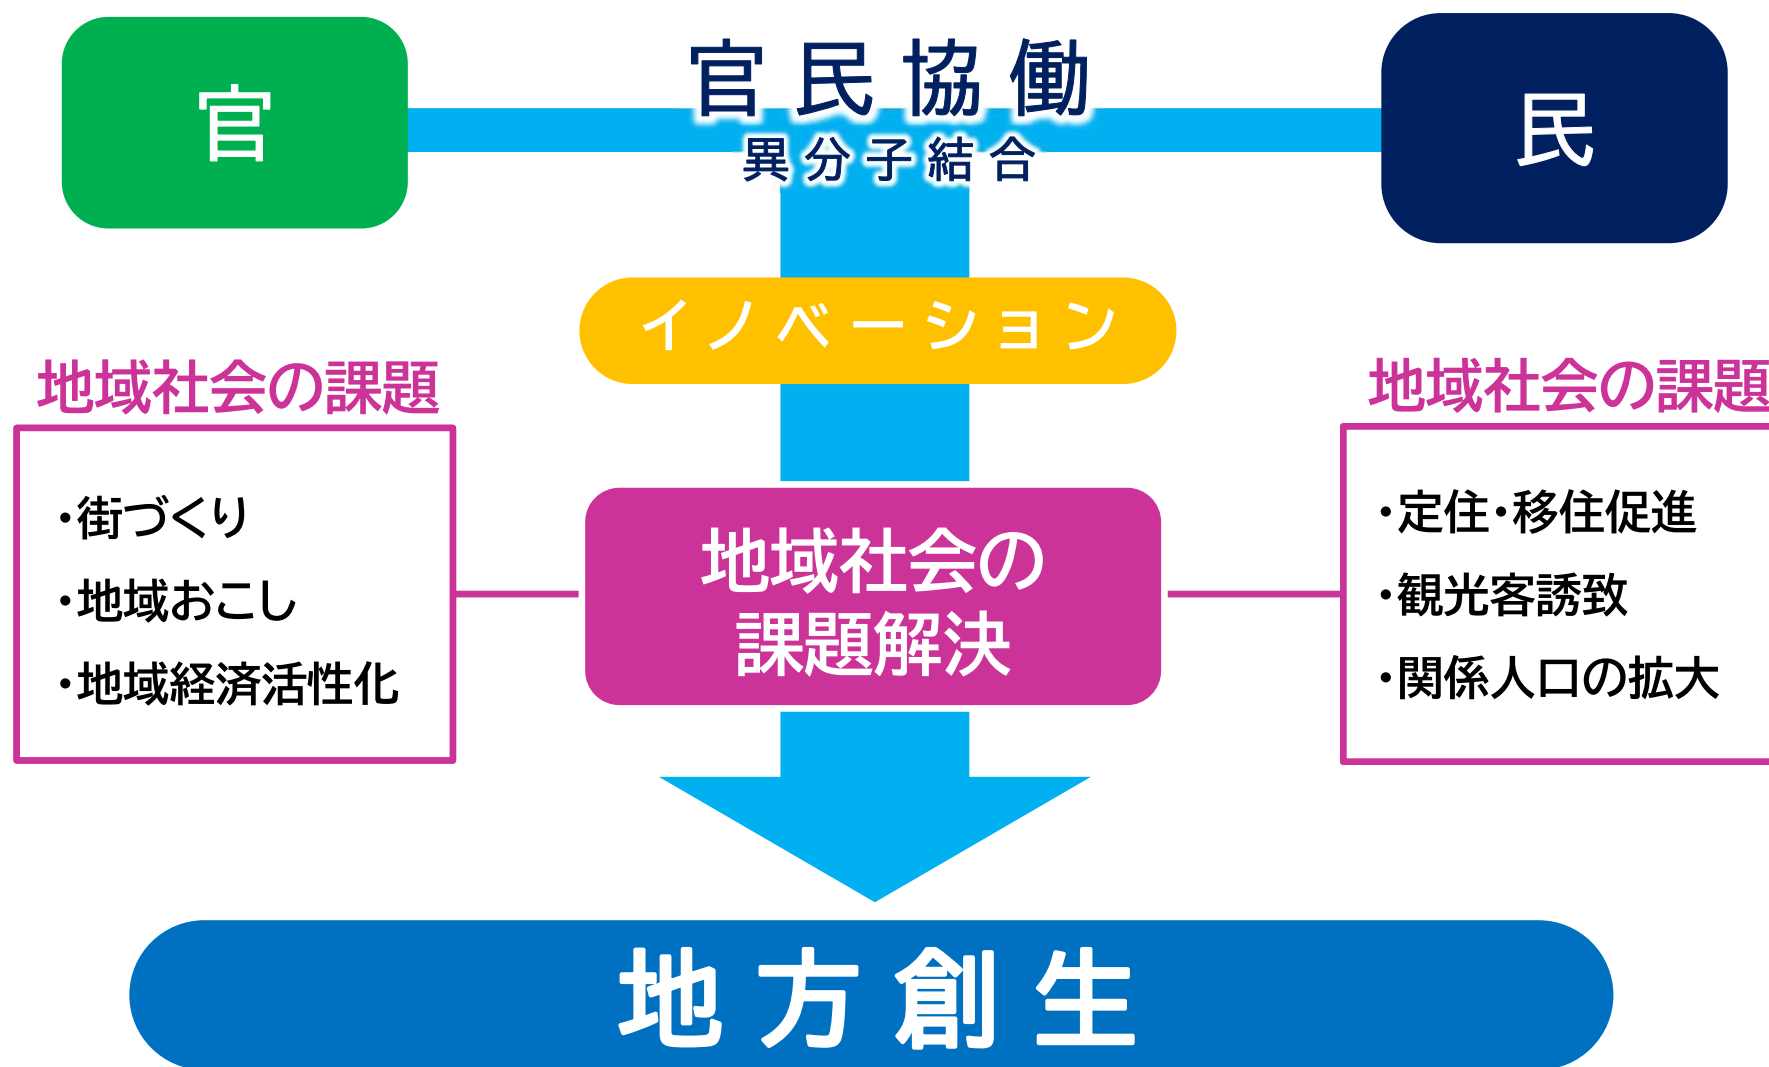 官
官民協働
異分子結合
民
イノベーション
地域社会の課題
・街づくり
・地域おこし
・地域経済活性化
地域社会の
課題解決
地域社会の課題
・定住・移住促進
・観光客誘致
・関係人口の拡大
地方創生